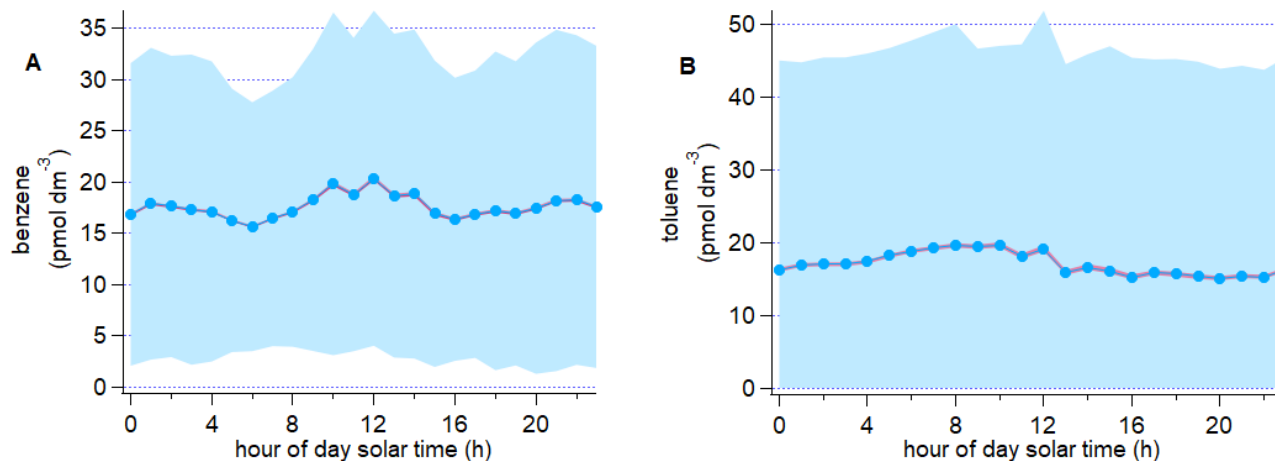 A
benzene
(pmol dm⁻³)
35
30
25
20
15
10
5
0
0 4 8 12 16 20
hour of day solar time (h)
B
toluene
(pmol dm⁻³)
50
40
30
20
10
0
0 4 8 12 16 20
hour of day solar time (h)